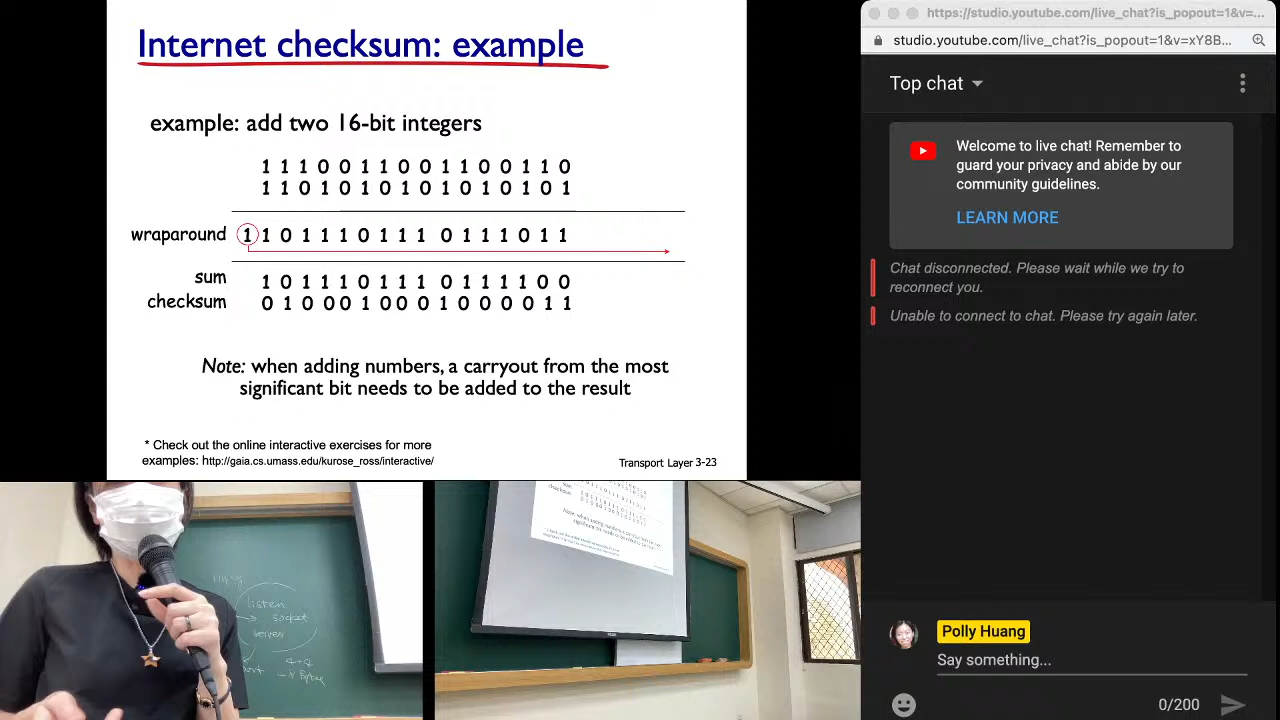 Internet checksum: example
example: add two 16-bit integers
1 1 1 0 0 1 1 0 0 1 1 0 0 1 1 0
1 1 0 1 0 1 0 1 0 1 0 1 0 1 0 1
wraparound 1 1 0 1 1 1 0 1 1 1 0 1 1 1 0 1 1
sum 1 0 1 1 1 0 1 1 1 0 1 1 1 1 0 0
checksum 0 1 0 0 0 1 0 0 0 1 0 0 0 0 1 1
Note: when adding numbers, a carryout from the most
significant bit needs to be added to the result
* Check out the online interactive exercises for more
examples: http://gaia.cs.umass.edu/kurose_ross/interactive/
Transport Layer 3-23
https://studio.youtube.com/live_chat?is_popout=1&v=...
studio.youtube.com/live_chat?is_popout=1&v=xY8B...
Top chat
Welcome to live chat! Remember to
guard your privacy and abide by our
community guidelines.
LEARN MORE
Chat disconnected. Please wait while we try to
reconnect you.
Unable to connect to chat. Please try again later.
Polly Huang
Say something...
0/200
listen
socket
server
sum
checksum